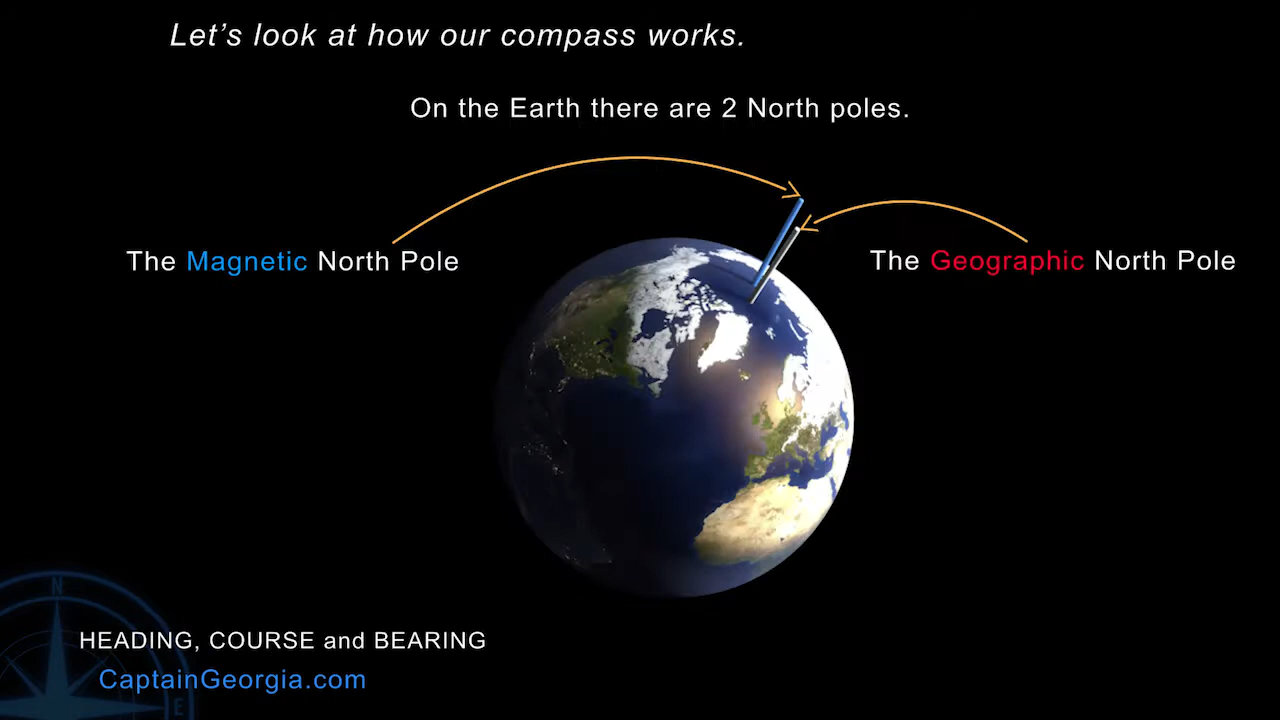 Let's look at how our compass works.
On the Earth there are 2 North poles.
The Magnetic North Pole
The Geographic North Pole
N
HEADING, COURSE and BEARING
CaptainGeorgia.com
E